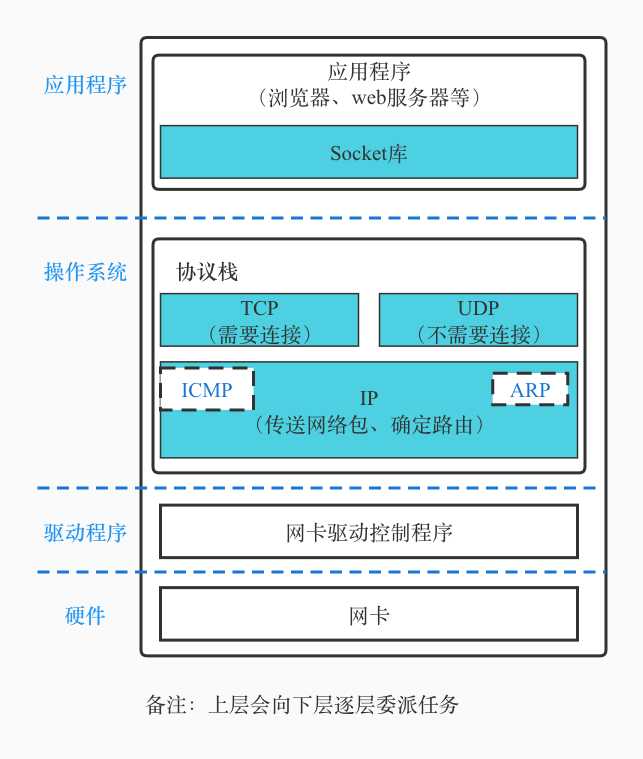 应用程序
应用程序
（浏览器、web服务器等）
Socket库
操作系统
协议栈
TCP
（需要连接）
UDP
（不需要连接）
ICMP
IP
（传送网络包、确定路由）
ARP
驱动程序
网卡驱动控制程序
硬件
网卡
备注：上层会向下层逐层委派任务